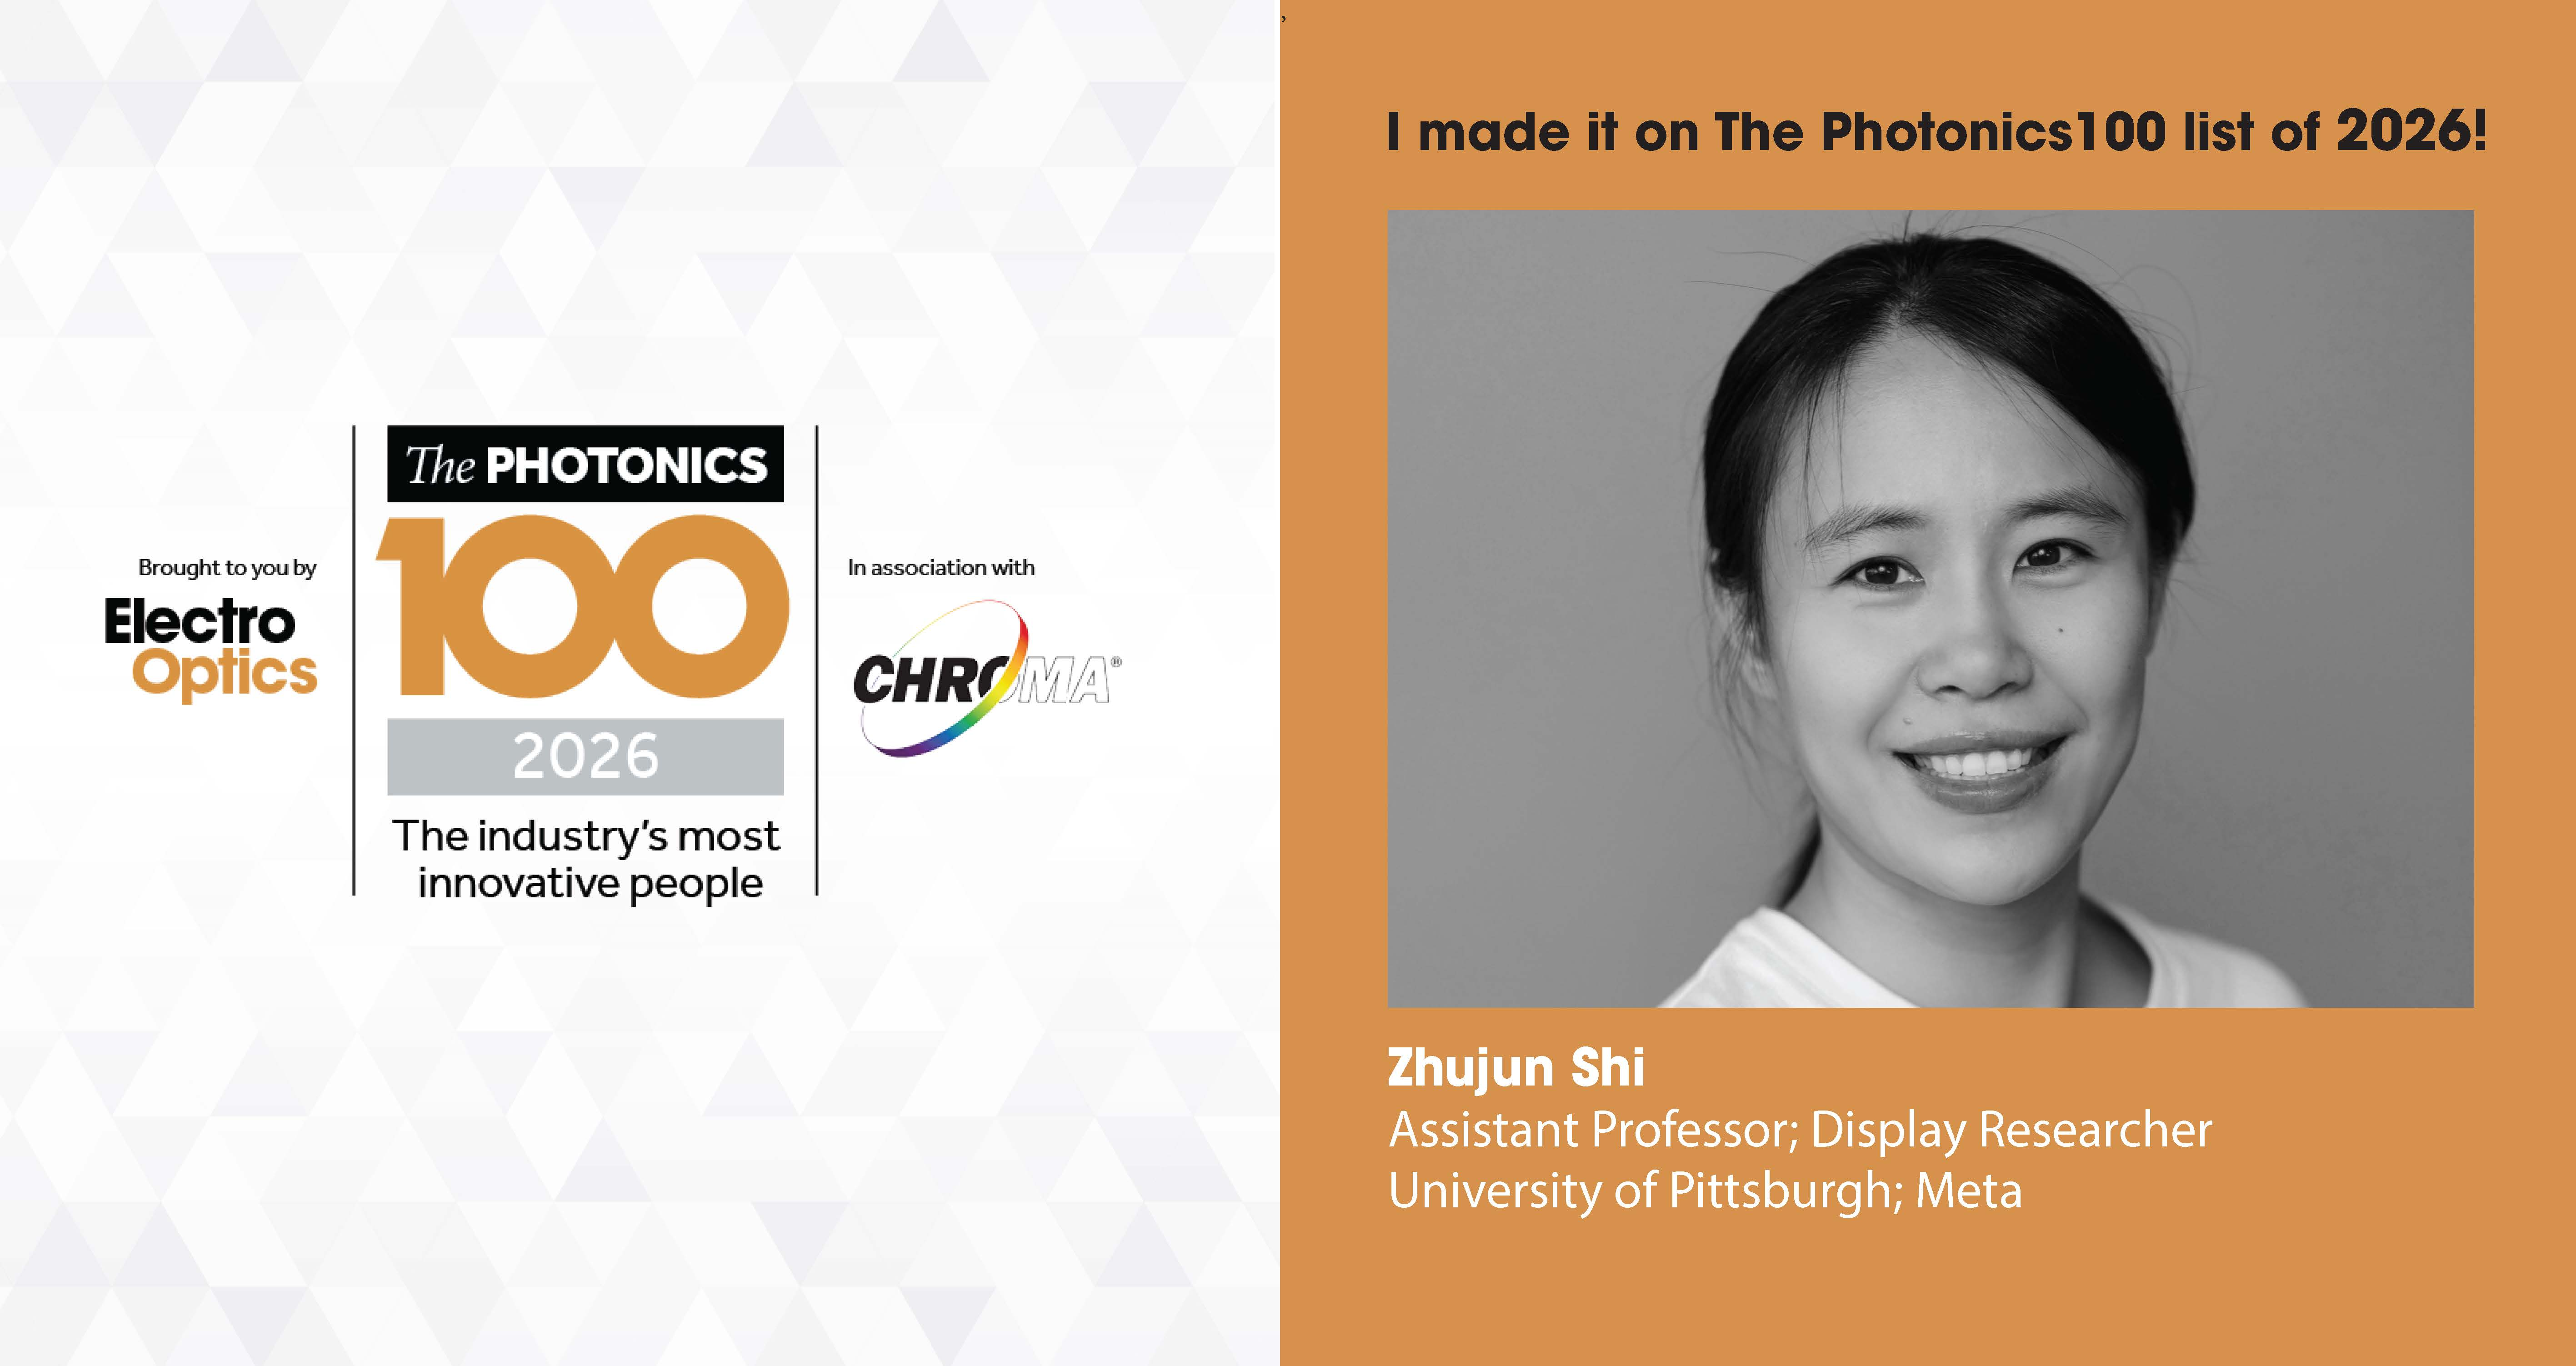 Brought to you by
Electro
Optics
The PHOTONICS
100
2026
The industry's most
innovative people
In association with
CHROMA®
,
I made it on The Photonics100 list of 2026!
Zhujun Shi
Assistant Professor; Display Researcher
University of Pittsburgh; Meta